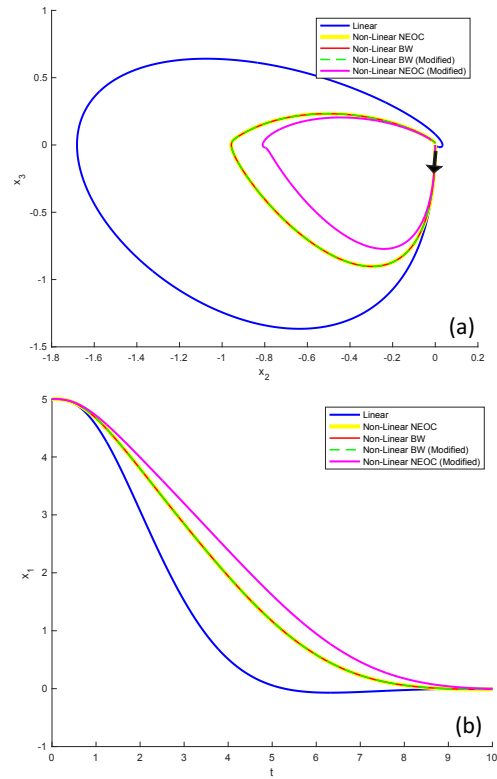 1
0.5
0
-0.5
-1
-1.5
x3
-1.8
-1.6
-1.4
-1.2
-1
-0.8
-0.6
-0.4
-0.2
0
0.2
x2
Linear
Non-Linear NEOC
Non-Linear BW
Non-Linear BW (Modified)
Non-Linear NEOC (Modified)
(a)
5
4
3
2
1
0
-1
x1
0
1
2
3
4
5
6
7
8
9
10
t
Linear
Non-Linear NEOC
Non-Linear BW
Non-Linear BW (Modified)
Non-Linear NEOC (Modified)
(b)